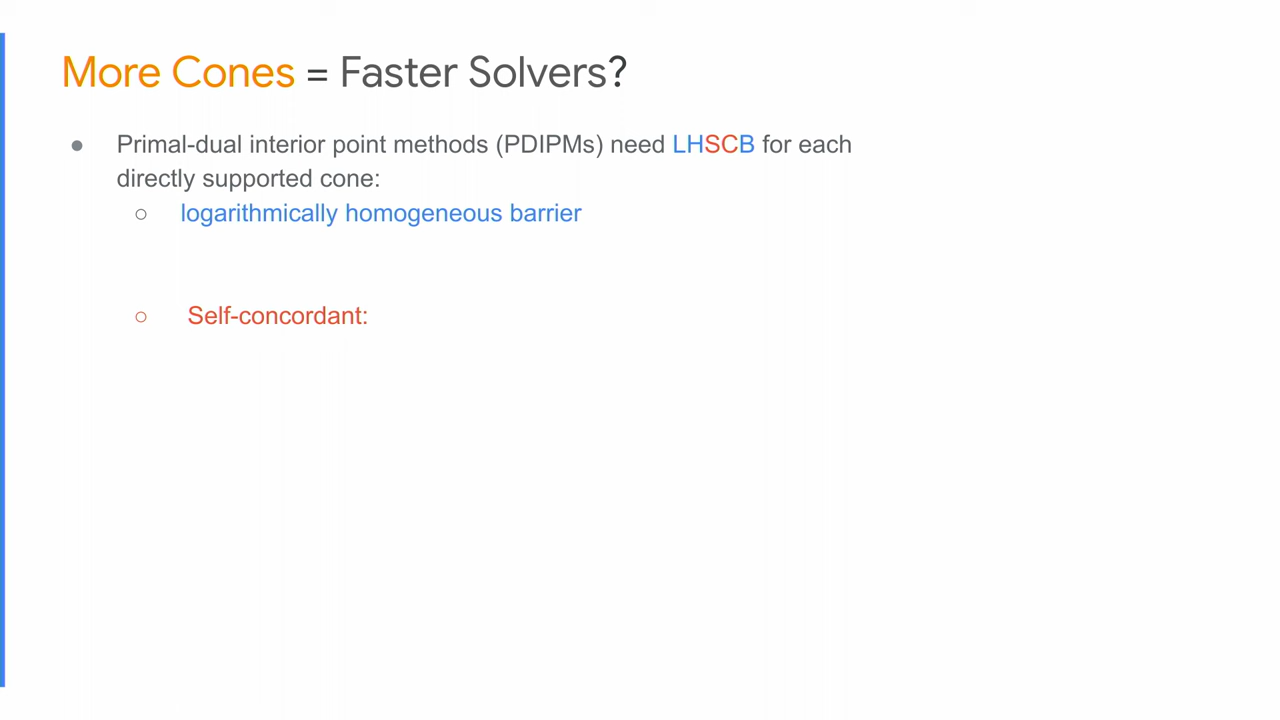 More Cones = Faster Solvers?
● Primal-dual interior point methods (PDIPMs) need LHSCB for each
directly supported cone:
○ logarithmically homogeneous barrier
○ Self-concordant: